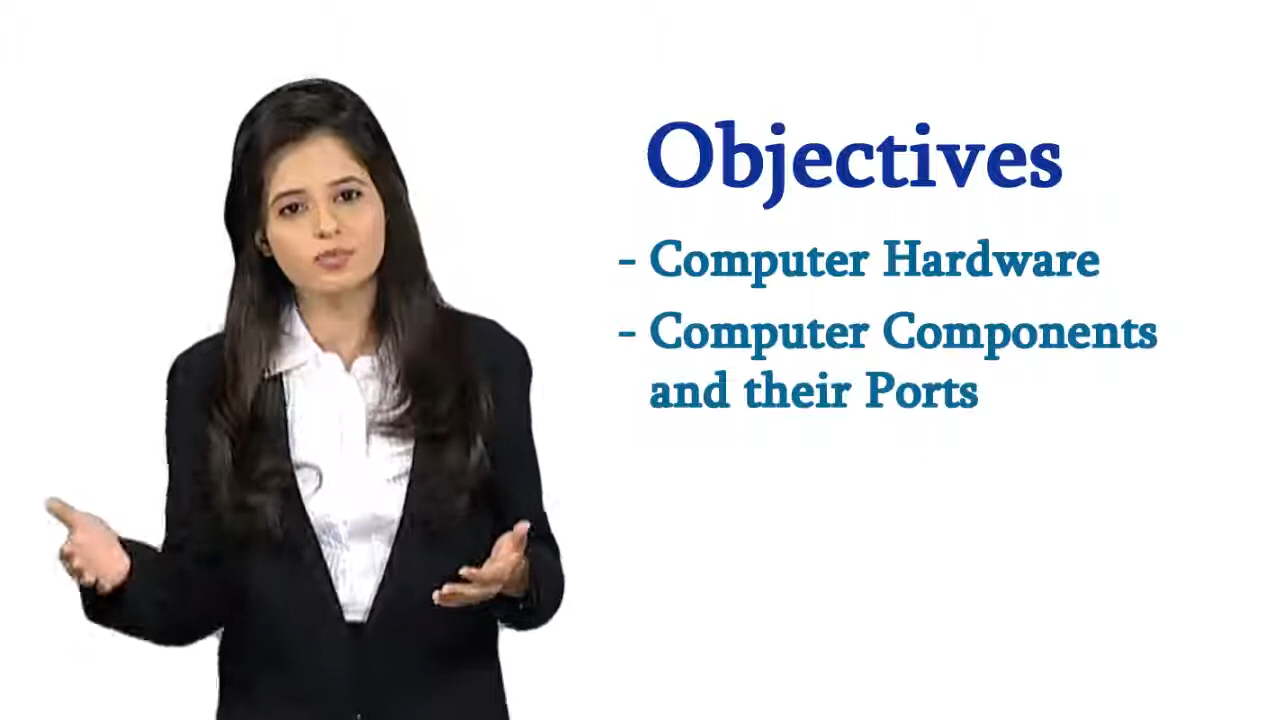 Objectives
- Computer Hardware
- Computer Components
and their Ports